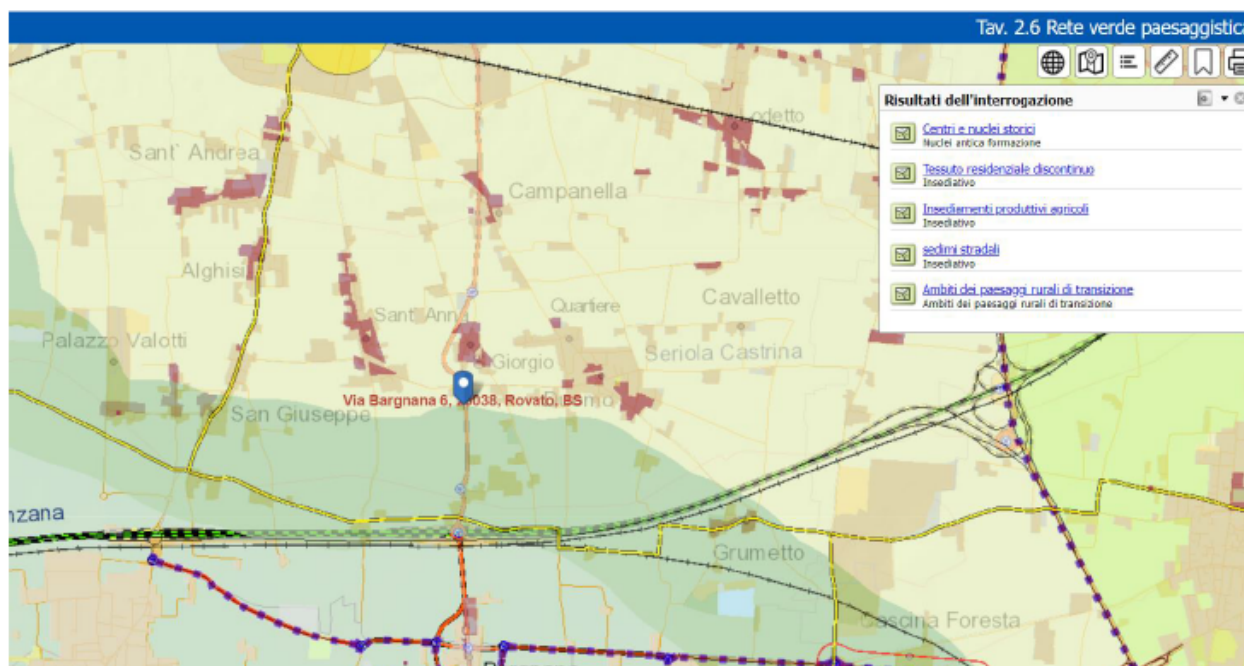 Tav. 2.6 Rete verde paesaggistica
Risultati dell'interrogazione
Centri e nuclei storici
Nuclei antica formazione
Tessuto residenziale discontinuo
Insediativo
Insediamenti produttivi agricoli
Insediativo
sedimi stradali
Insediativo
Ambiti dei paesaggi rurali di transizione
Ambiti dei paesaggi rurali di transizione
odetto
Sant` Andrea
Campanella
Alghisi
Cavalletto
Quartiere
Sant` Anna
Palazzo Valotti
Giorgio
Seriola Castrina
Via Bargnana 6, 038, Rovato, BS
San Giuseppe
nzana
Grumetto
Cascina Foresta